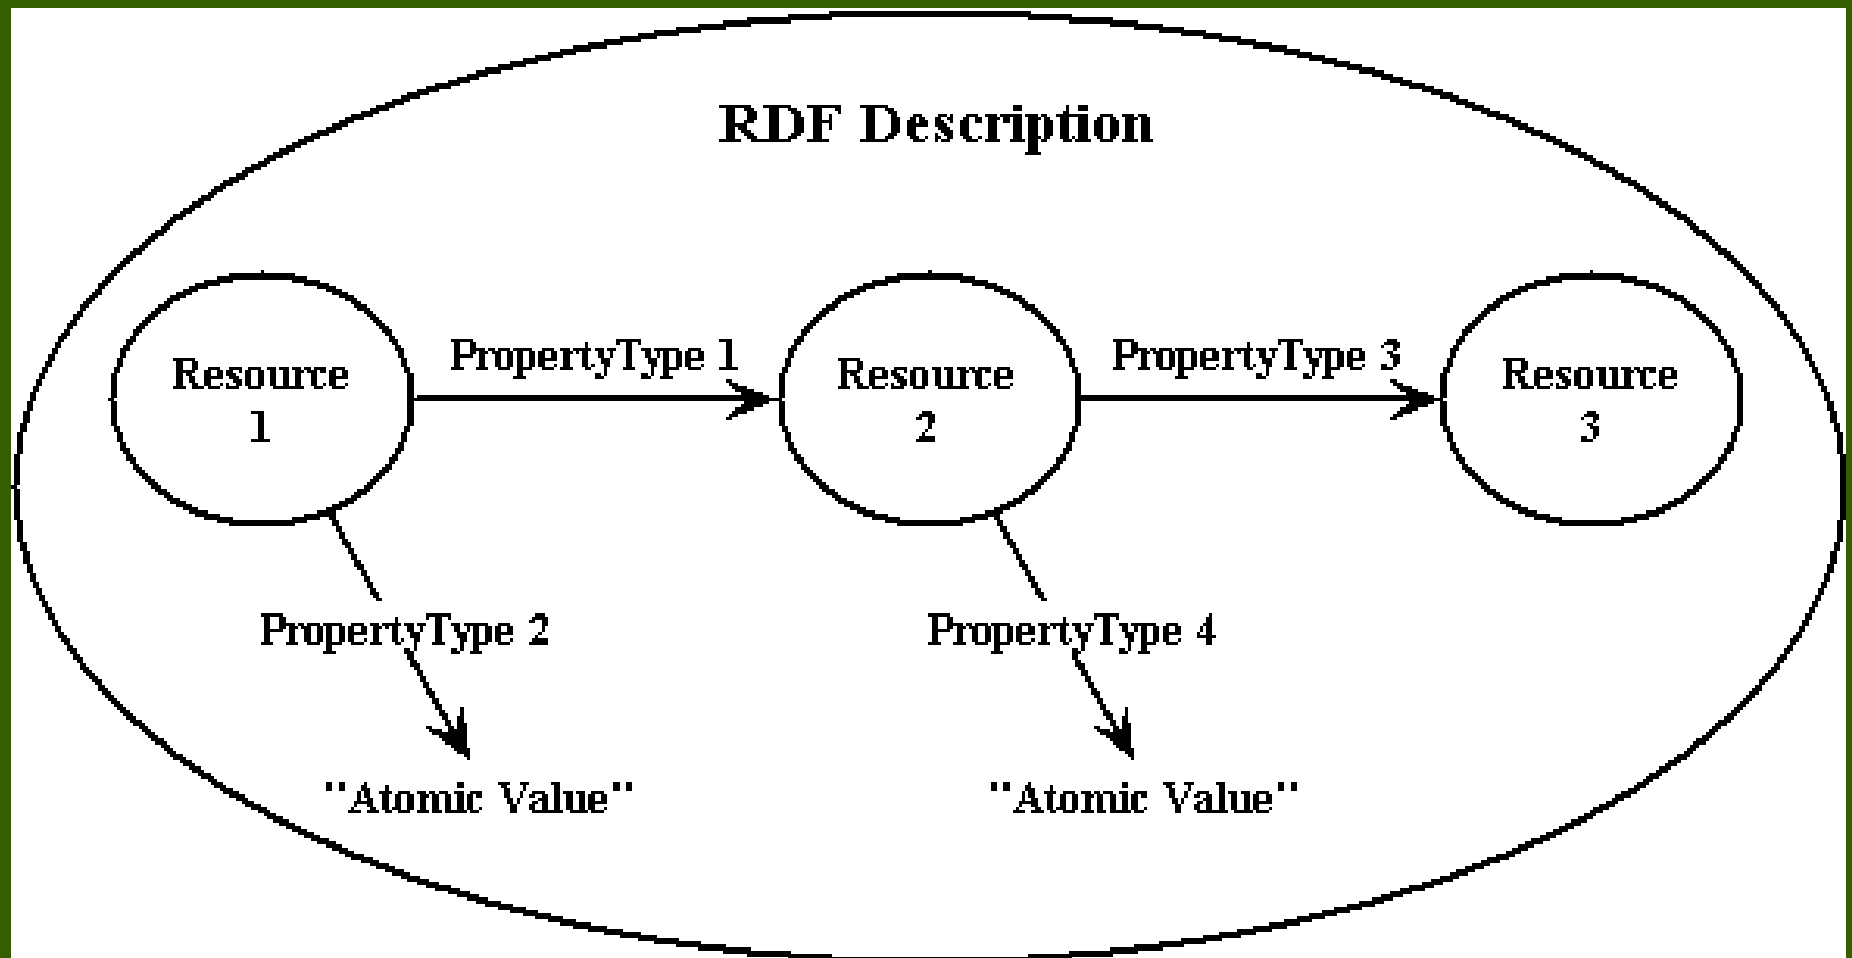 RDF Description
PropertyType 1
PropertyType 3
Resource
1
Resource
2
Resource
3
PropertyType 2
PropertyType 4
"Atomic Value"
"Atomic Value"